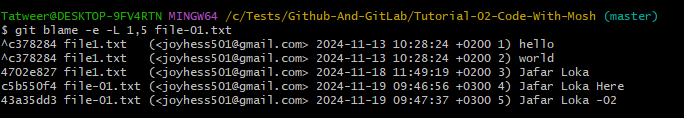 Tatweer@DESKTOP-9FV4RTN MINGW64 /c/Tests/Github-And-GitLab/Tutorial-02-Code-With-Mosh (master)
$ git blame -e -L 1,5 file-01.txt
^c378284 file1.txt   (<joyhess501@gmail.com> 2024-11-13 10:28:24 +0200 1) hello
^c378284 file1.txt   (<joyhess501@gmail.com> 2024-11-13 10:28:24 +0200 2) world
4702e827 file1.txt   (<joyhess501@gmail.com> 2024-11-18 11:49:19 +0200 3) Jafar Loka
c5b550f4 file-01.txt (<joyhess501@gmail.com> 2024-11-19 09:46:56 +0300 4) Jafar Loka Here
43a35dd3 file-01.txt (<joyhess501@gmail.com> 2024-11-19 09:47:37 +0300 5) Jafar Loka -02